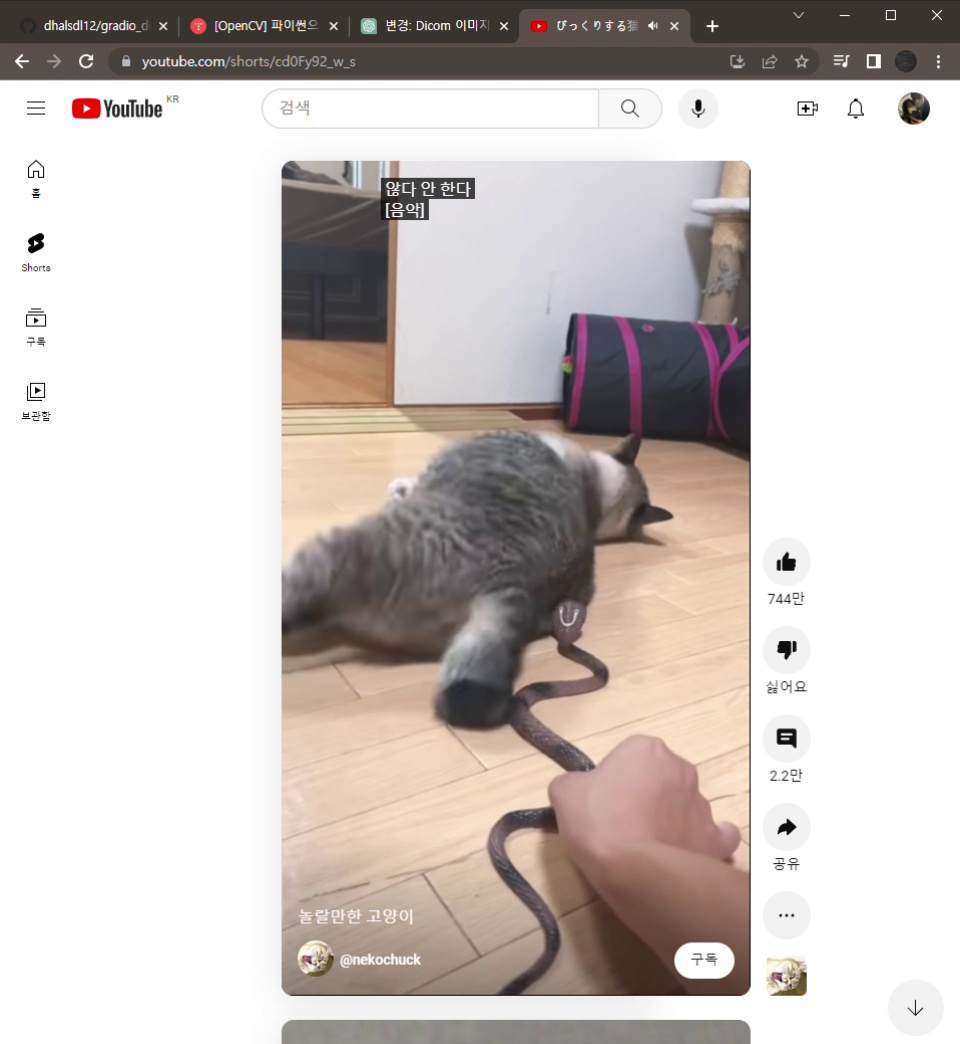 dhalsdl12/gradio_d
[OpenCV] 파이썬으
변경: Dicom 이미지
びっくりする猫
youtube.com/shorts/cd0Fy92_w_s
YouTube KR
검색
홈
Shorts
구독
보관함
않다 안 한다
[음악]
744만
싫어요
2.2만
공유
놀랄만한 고양이
@nekochuck
구독